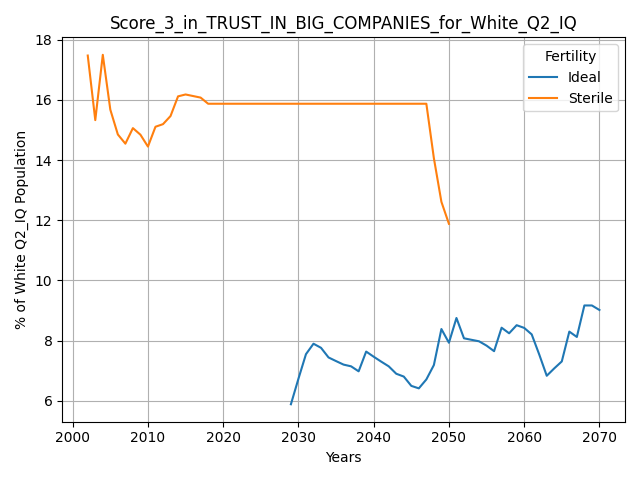 Score_3_in_TRUST_IN_BIG_COMPANIES_for_White_Q2_IQ
18
16
14
12
10
8
6
% of White Q2_IQ Population
Fertility
Ideal
Sterile
2000 2010 2020 2030 2040 2050 2060 2070
Years